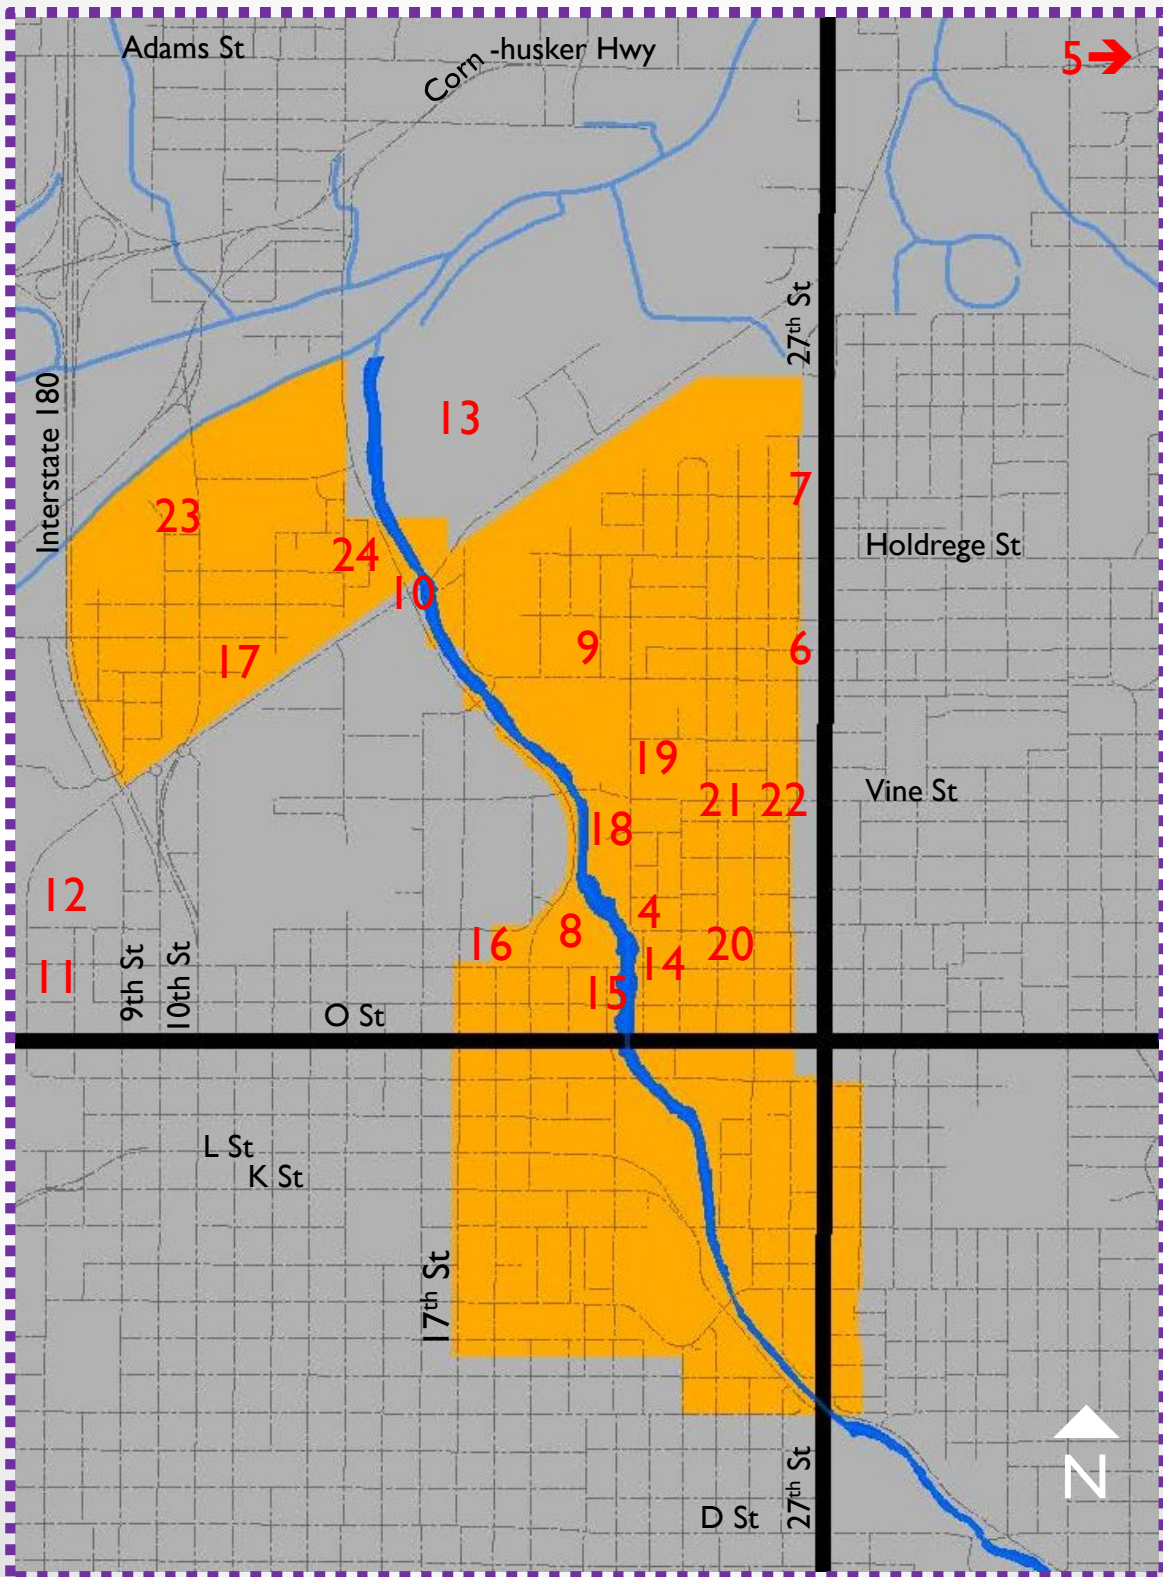 Adams St
Corn -husker Hwy
5→
27th St
13
Interstate 180
7
23
Holdrege St
24
10
9
6
17
19
21 22
Vine St
18
12
4
8
16
20
14
11
9th St
10th St
15
O St
L St
K St
17th St
N
27th St
D St